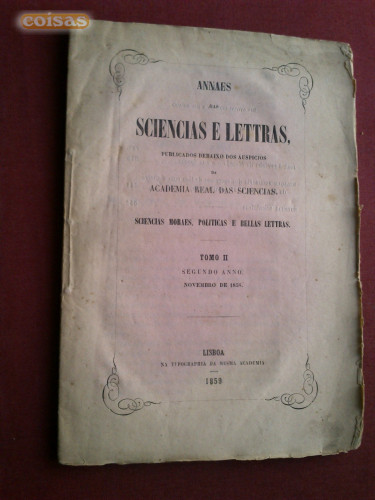 coisas
ANNAES
DAS
SCIENCIAS E LETTRAS,
PUBLICADOS DEBAIXO DOS AUSPICIOS
DA
ACADEMIA REAL DAS SCIENCIAS.
SCIENCIAS MORAES, POLITICAS E BELLAS LETTRAS.
TOMO II
SEGUNDO ANNO.
NOVEMBRO DE 1858.
LISBOA
NA TYPOGRAPHIA DA MESMA ACADEMIA
1859